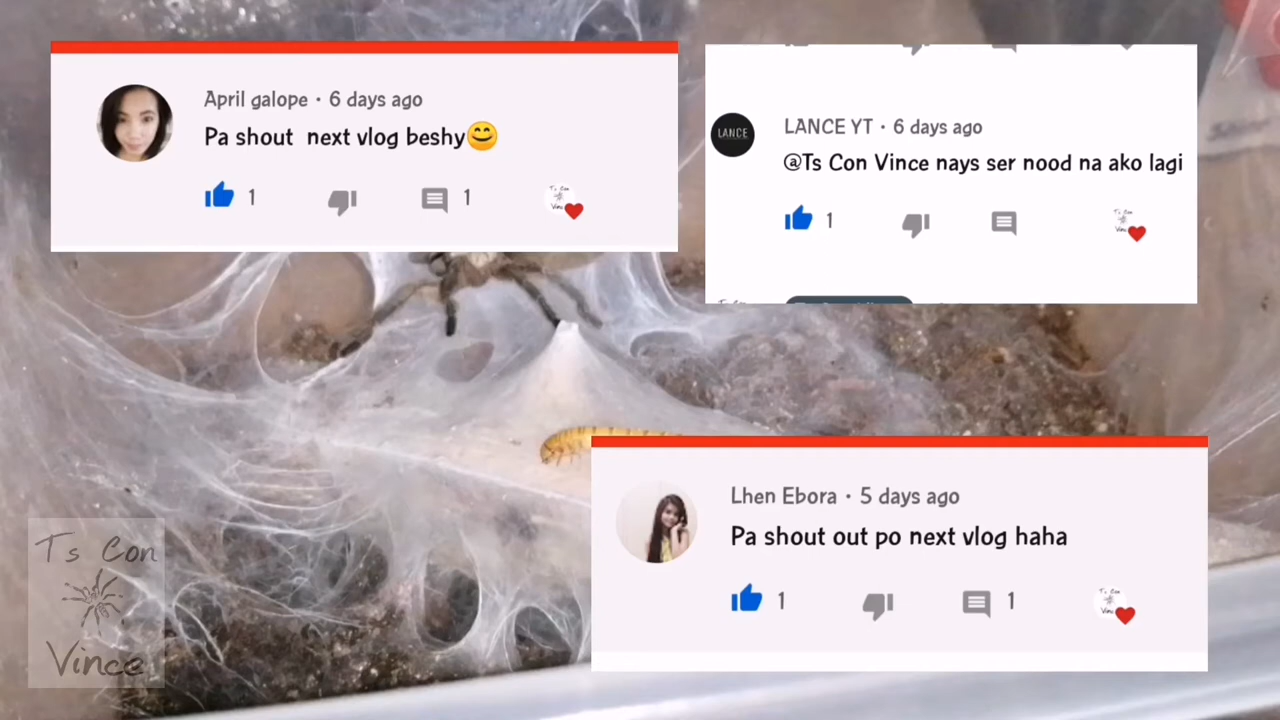 April galope · 6 days ago
Pa shout next vlog beshy😊
1
1
LANCE
LANCE YT · 6 days ago
@Ts Con Vince nays ser nood na ako lagi
1
Lhen Ebora · 5 days ago
Pa shout out po next vlog haha
1
1
Ts Con
Vince